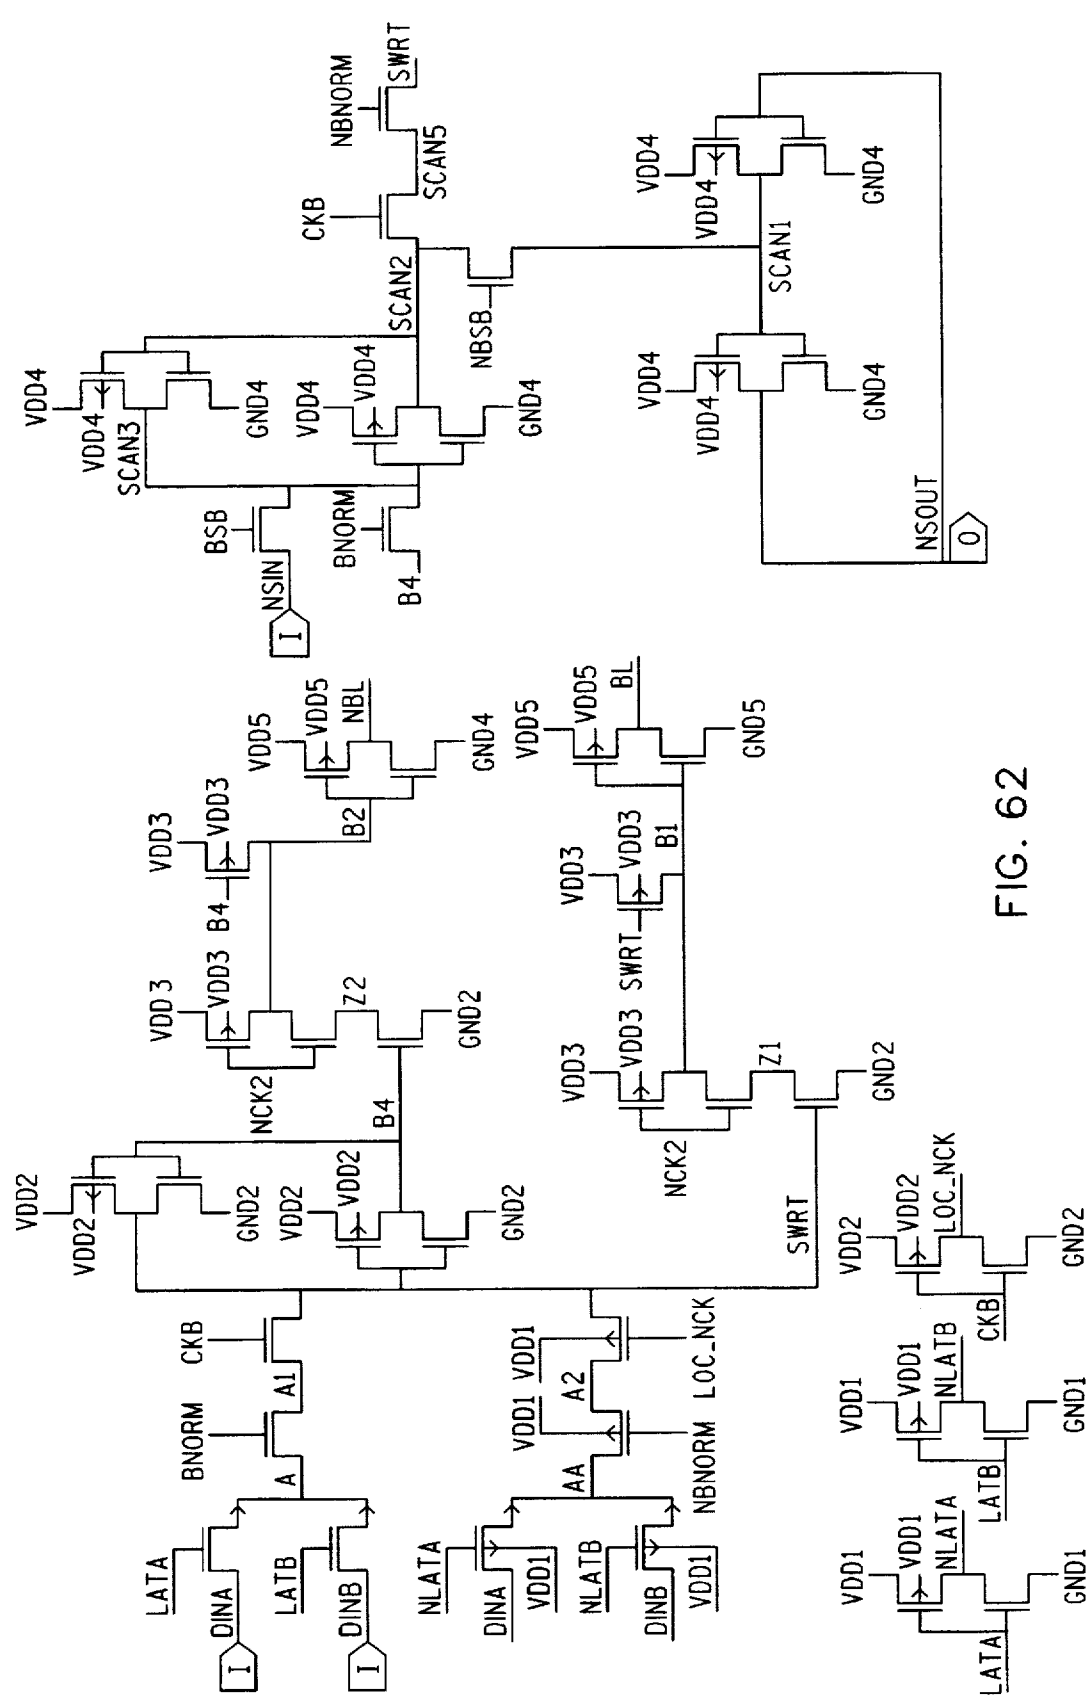 VDD4
VDD4
SCAN3
GND4
BSB
NSIN
I
VDD4
VDD4
BNORM
B4
GND4
SCAN2
CKB
SCAN5
NBNORM
SWRT
NBSB
VDD4
VDD4
GND4
SCAN1
VDD4
VDD4
GND4
NSOUT
O
VDD2
VDD2
GND2
VDD2
VDD2
GND2
B4
NCK2
VDD3
VDD3
Z2
GND2
VDD3
VDD3
B4
B2
VDD5
VDD5
NBL
GND4
VDD3
VDD3
NCK2
Z1
GND2
SWRT
VDD3
VDD3
SWRT
B1
VDD5
VDD5
BL
GND5
LATA
DINA
I
LATB
DINB
I
A
BNORM
A1
CKB
NLATA
DINA
VDD1
NLATB
DINB
VDD1
AA
VDD1
NBNORM
A2
VDD1
LOC_NCK
VDD1
VDD1
NLATA
LATA
GND1
VDD1
VDD1
NLATB
LATB
GND1
VDD2
VDD2
LOC_NCK
CKB
GND2
FIG. 62